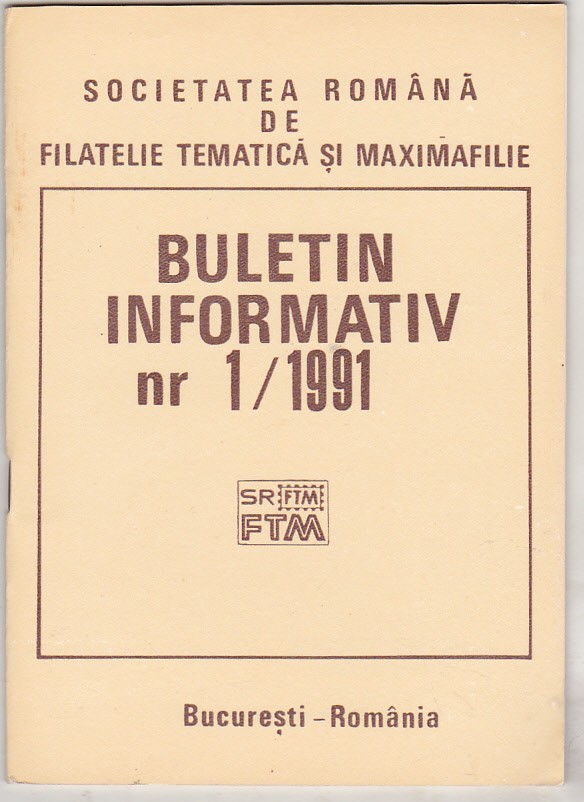 SOCIETATEA ROMÂNĂ
DE
FILATELIE TEMATICĂ ȘI MAXIMAFILIE
BULETIN
INFORMATIV
nr 1/1991
SR FTM
FTM
București - România